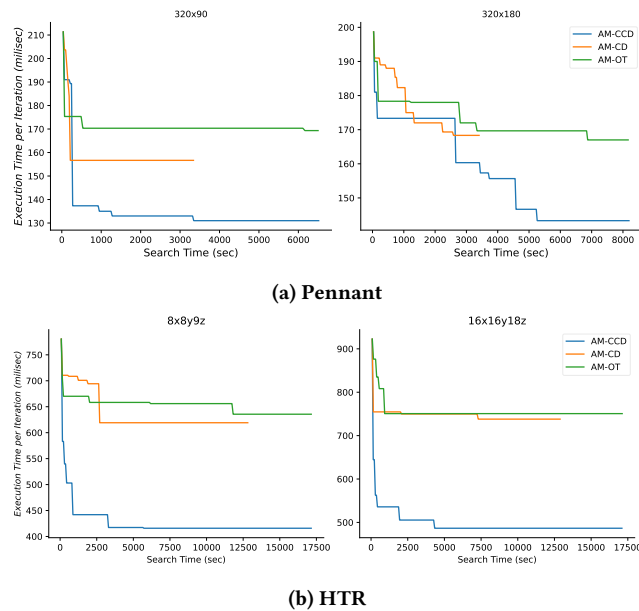 320x90
320x180
Execution Time per Iteration (milisec)
210
200
190
180
170
160
150
140
130
200
190
180
170
160
150
AM-CCD
AM-CD
AM-OT
0 1000 2000 3000 4000 5000 6000
0 1000 2000 3000 4000 5000 6000 7000 8000
Search Time (sec)
Search Time (sec)
(a) Pennant
8x8y9z
16x16y18z
Execution Time per Iteration (milisec)
750
700
650
600
550
500
450
400
900
800
700
600
500
AM-CCD
AM-CD
AM-OT
0 2500 5000 7500 10000 12500 15000 17500
0 2500 5000 7500 10000 12500 15000 17500
Search Time (sec)
Search Time (sec)
(b) HTR